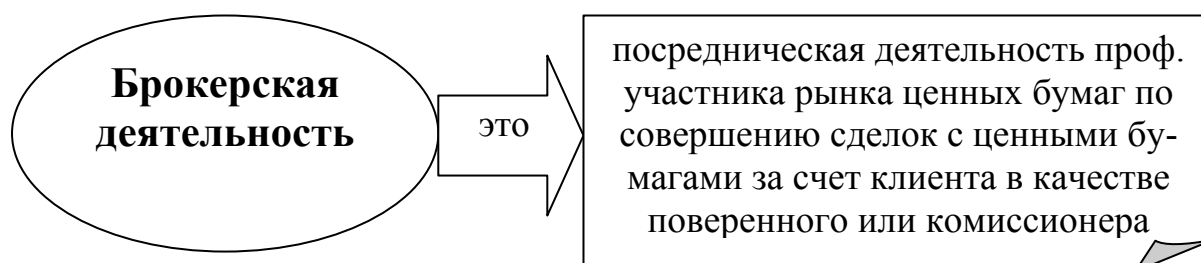 Брокерская
деятельность
это
посредническая деятельность проф.
участника рынка ценных бумаг по
совершению сделок с ценными бу-
магами за счет клиента в качестве
поверенного или комиссионера